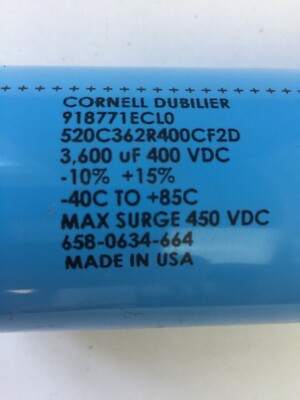 CORNELL DUBILIER
918771ECL0
520C362R400CF2D
3,600 uF 400 VDC
-10% +15%
-40C TO +85C
MAX SURGE 450 VDC
658-0634-664
MADE IN USA